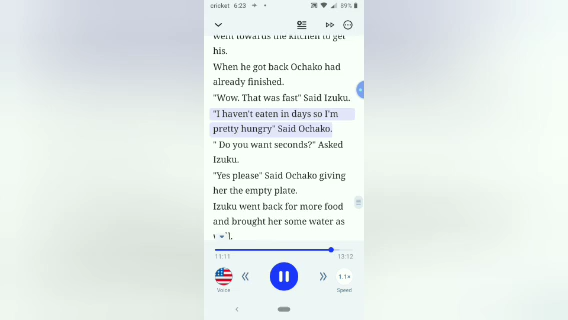 cricket 6:23
89%
went towards the kitchen to get
his.
When he got back Ochako had
already finished.
"Wow. That was fast" Said Izuku.
"I haven't eaten in days so I'm
pretty hungry" Said Ochako.
" Do you want seconds?" Asked
Izuku.
"Yes please" Said Ochako giving
her the empty plate.
Izuku went back for more food
and brought her some water as
11:11
13:12
1.1×
Voice
Speed